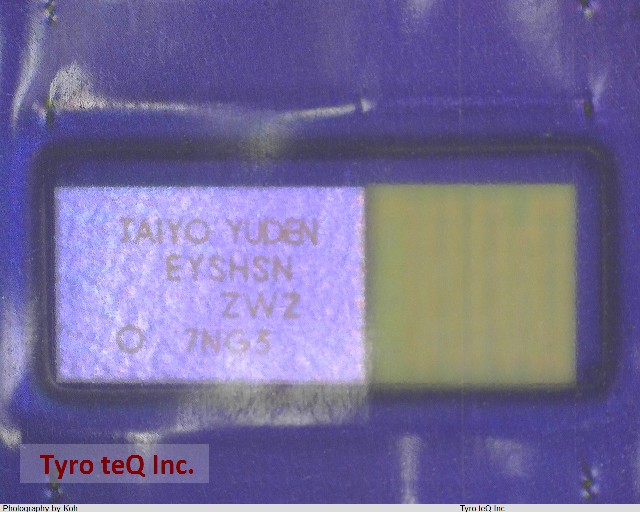 TAIYO YUDEN
EYSHSN
ZWZ
7NG5
Tyro teQ Inc.
Photography by Koh
Tyro teQ Inc